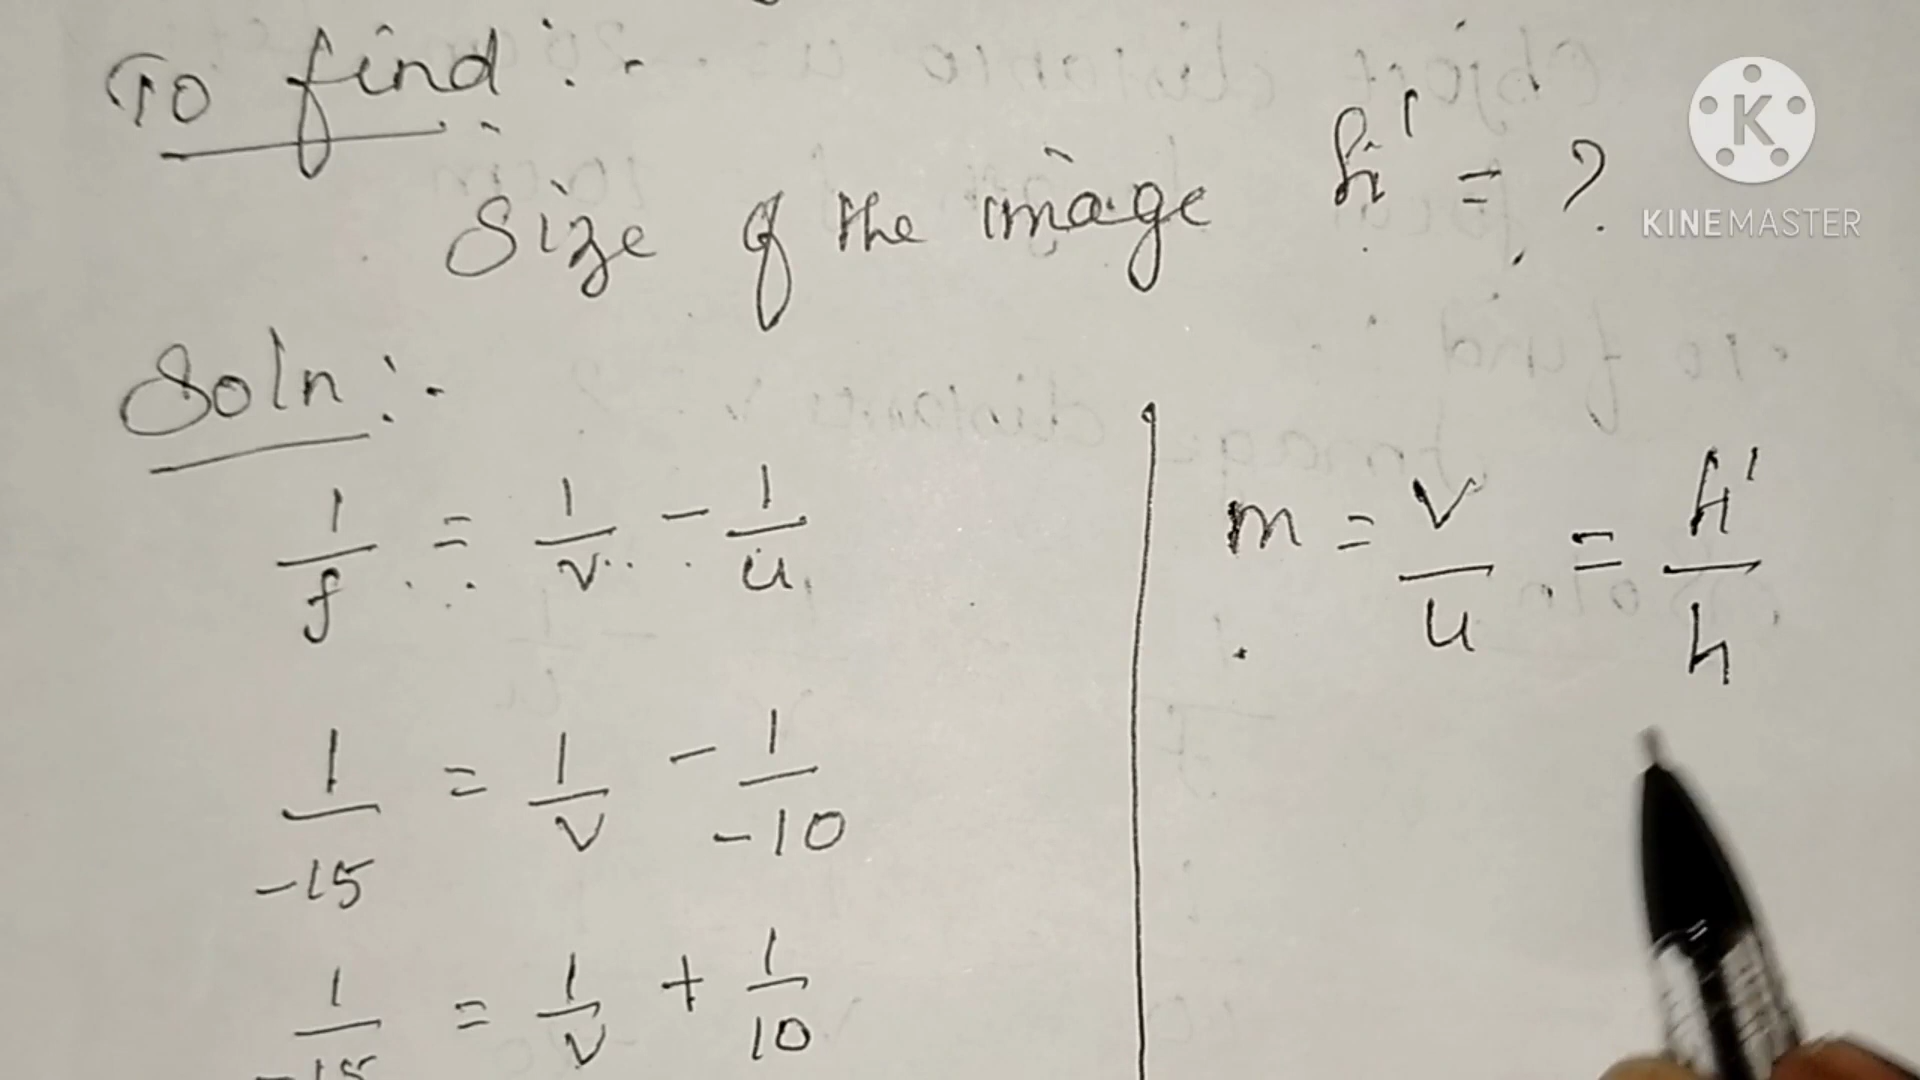 To find :-
Size of the image h' = ?
Soln :-
1/f = 1/v - 1/u
1/-15 = 1/v - 1/-10
1/-15 = 1/v + 1/10
m = v/u = h'/h
K
KINEMASTER